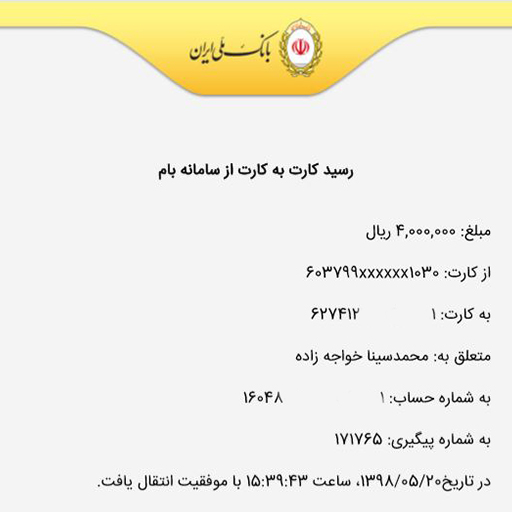 بانک ملی ایران
رسید کارت به کارت از سامانه بام
مبلغ: ۴,۰۰۰,۰۰۰ ریال
از کارت: ۶۰۳۷۹۹xxxxxx۱۰۳۰
به کارت: ۱ ۶۲۷۴۱۲
متعلق به: محمدسینا خواجه زاده
به شماره حساب: ۱ ۱۶۰۴۸
به شماره پیگیری: ۱۷۱۷۶۵
در تاریخ۱۳۹۸/۰۵/۲۰، ساعت ۱۵:۳۹:۴۳ با موفقیت انتقال یافت.